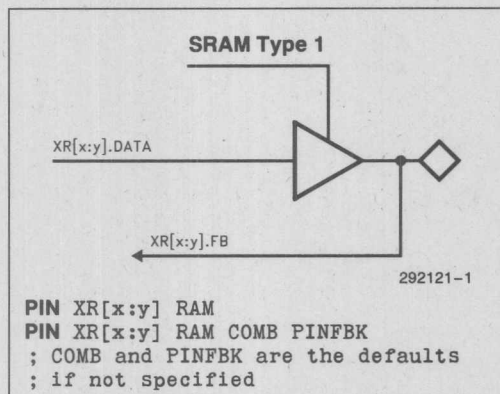 SRAM Type 1
XR[x:y].DATA
XR[x:y].FB
292121-1
PIN XR[x:y] RAM
PIN XR[x:y] RAM COMB PINFBK
; COMB and PINFBK are the defaults
; if not specified